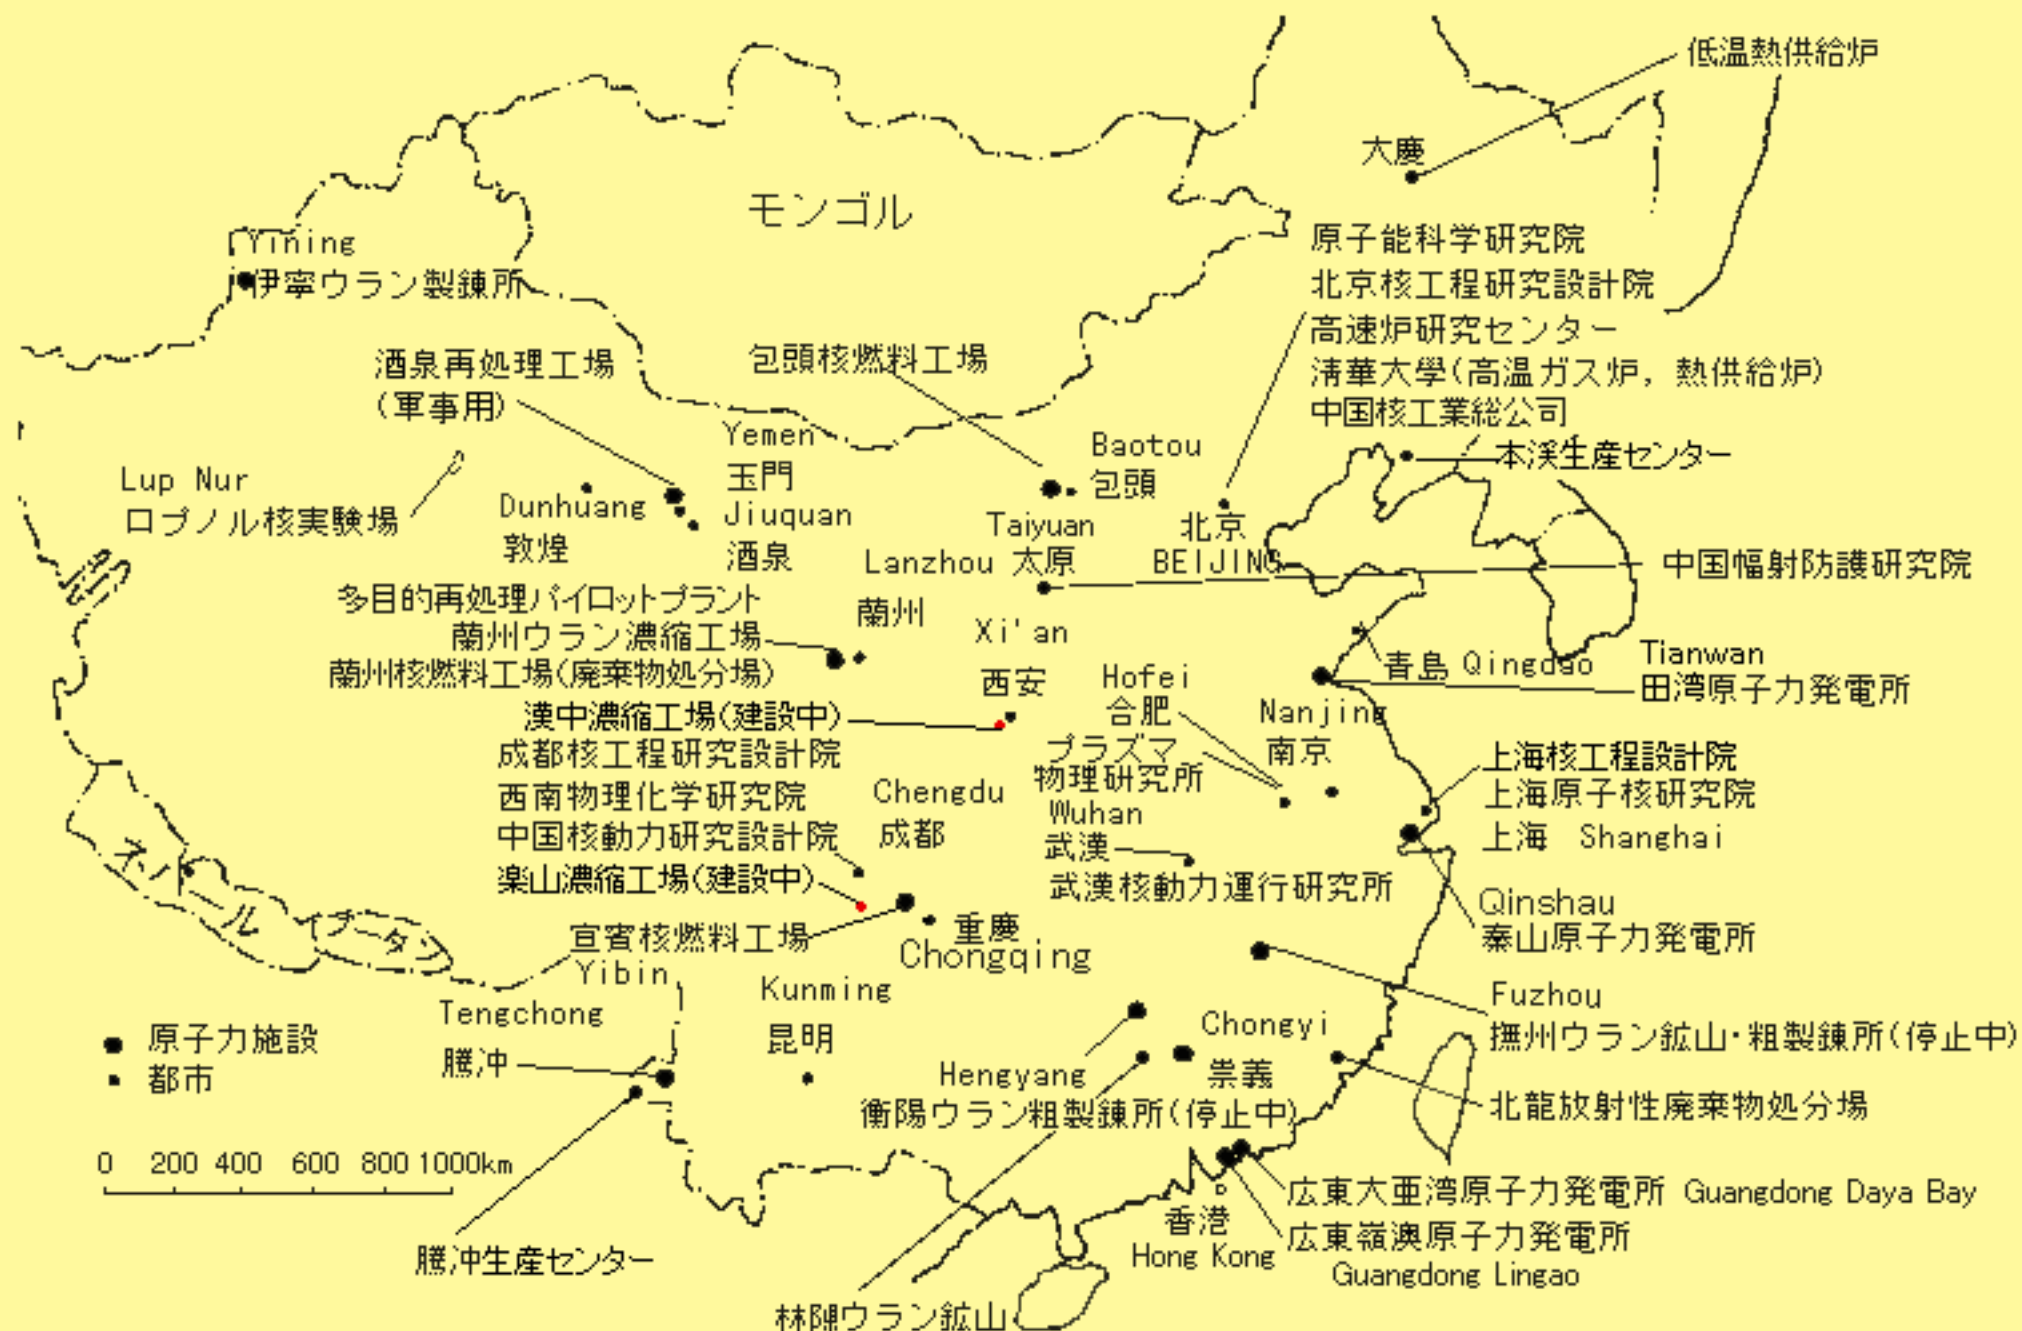 低温熱供給炉
大慶
モンゴル
Yining
伊寧ウラン製錬所
原子能科学研究院
北京核工程研究設計院
高速炉研究センター
淸華大學(高温ガス炉, 熱供給炉)
中国核工業総公司
酒泉再処理工場
(軍事用)
包頭核燃料工場
Yemen
玉門
Baotou
包頭
本渓生産センター
Lup Nur
ロプノル核実験場
Dunhuang
敦煌
Jiuquan
酒泉
Taiyuan
太原
北京
BEIJING
Lanzhou
蘭州
中国幅射防護研究院
多目的再処理パイロットプラント
蘭州ウラン濃縮工場
蘭州核燃料工場(廃棄物処分場)
Xi'an
西安
青島 Qingdao
Tianwan
田湾原子力発電所
Hofei
合肥
プラズマ
物理研究所
Nanjing
南京
漢中濃縮工場(建設中)
成都核工程研究設計院
西南物理化学研究院
中国核動力研究設計院
楽山濃縮工場(建設中)
Chengdu
成都
Wuhan
武漢
武漢核動力運行研究所
上海核工程設計院
上海原子核研究院
上海 Shanghai
ネパール
ブータン
宣賓核燃料工場
Yibin
重慶
Chongqing
Qinshau
秦山原子力発電所
Tengchong
騰冲
Kunming
昆明
Fuzhou
撫州ウラン鉱山・粗製錬所(停止中)
Chongyi
崇義
Hengyang
衡陽ウラン粗製錬所(停止中)
北龍放射性廃棄物処分場
原子力施設
都市
0 200 400 600 800 1000km
広東大亜湾原子力発電所 Guangdong Daya Bay
香港
Hong Kong
広東嶺澳原子力発電所
Guangdong Lingao
騰冲生産センター
ウラン鉱山